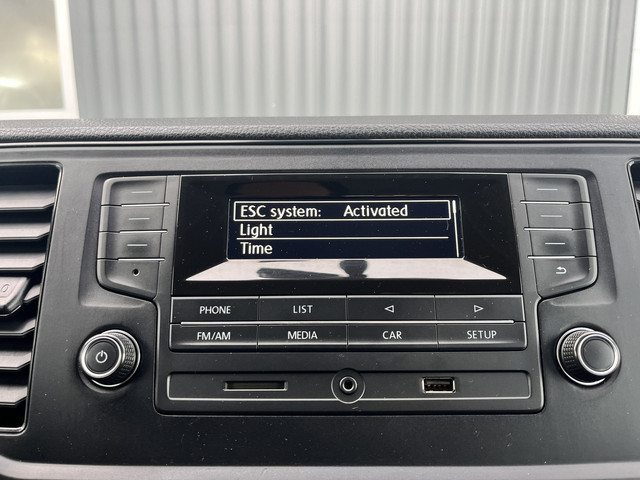 ESC system: Activated
Light
Time
PHONE LIST
FM/AM MEDIA CAR SETUP